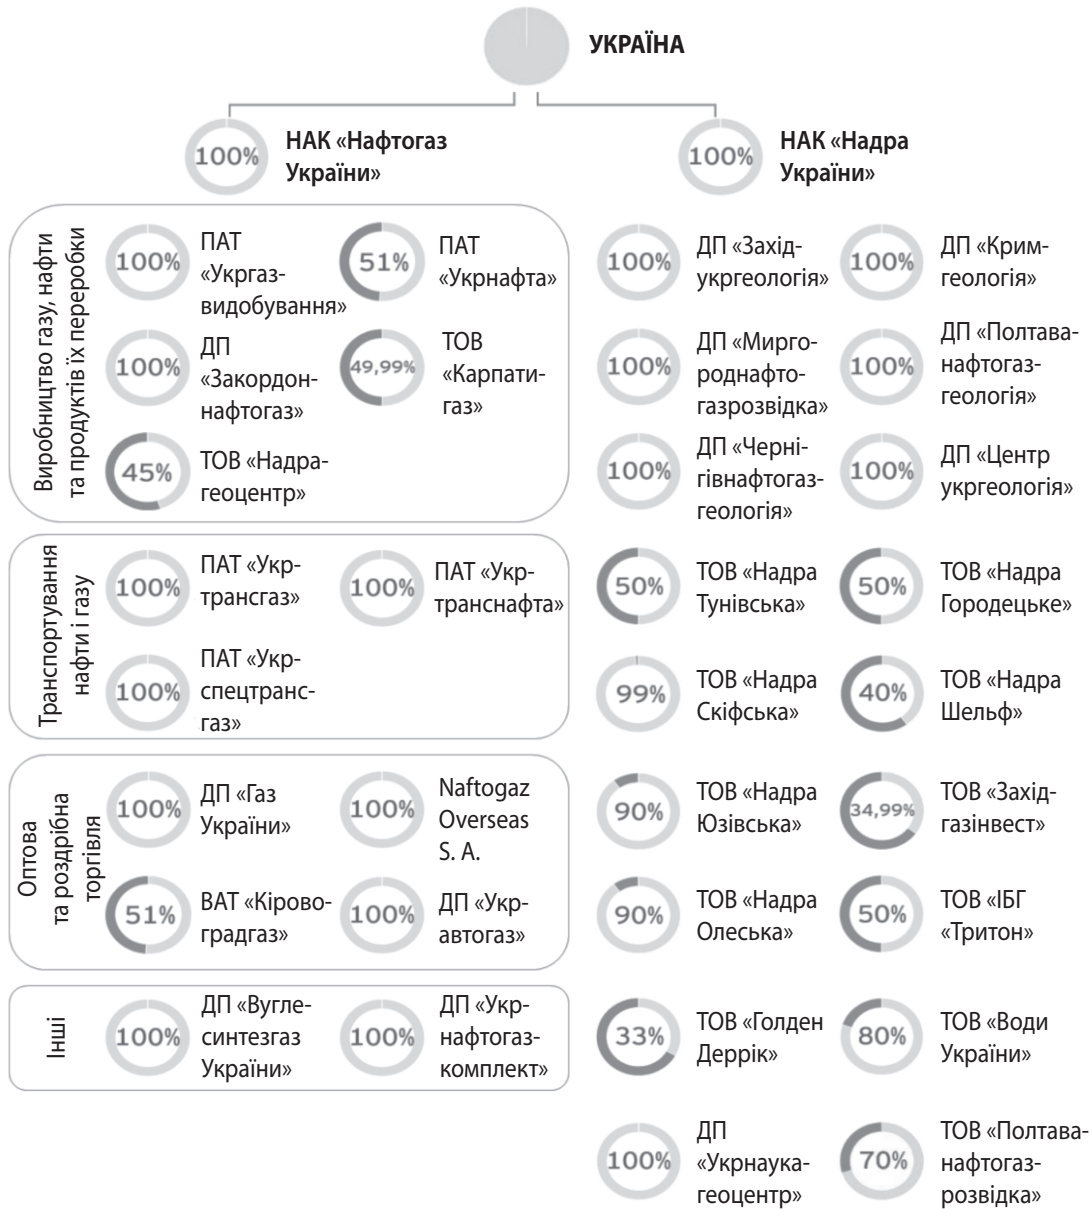 УКРАЇНА
100%
НАК «Нафтогаз
України»
100%
НАК «Надра
України»
Виробництво газу, нафти
та продуктів їх переробки
100%
ПАТ
«Укргаз-
видобування»
51%
ПАТ
«Укрнафта»
100%
ДП
«Закордон-
нафтогаз»
49,99%
ТОВ
«Карпати-
газ»
45%
ТОВ «Надра-
геоцентр»
Транспортування
нафти і газу
100%
ПАТ «Укр-
трансгаз»
100%
ПАТ «Укр-
транснафта»
100%
ПАТ «Укр-
спецтранс-
газ»
Оптова
та роздрібна
торгівля
100%
ДП «Газ
України»
100%
Naftogaz
Overseas
S. A.
51%
ВАТ «Кірово-
градгаз»
100%
ДП «Укр-
автогаз»
Інші
100%
ДП «Вугле-
синтезгаз
України»
100%
ДП «Укр-
нафтогаз-
комплект»
100%
ДП «Захід-
укргеологія»
100%
ДП «Крим-
геологія»
100%
ДП «Мирго-
роднафто-
газрозвідка»
100%
ДП «Полтава-
нафтогаз-
геологія»
100%
ДП «Черні-
гівнафтогаз-
геологія»
100%
ДП «Центр
укргеологія»
50%
ТОВ «Надра
Тунівська»
50%
ТОВ «Надра
Городецьке»
99%
ТОВ «Надра
Скіфська»
40%
ТОВ «Надра
Шельф»
90%
ТОВ «Надра
Юзівська»
34,99%
ТОВ «Захід-
газінвест»
90%
ТОВ «Надра
Олеська»
50%
ТОВ «ІБГ
«Тритон»
33%
ТОВ «Голден
Деррік»
80%
ТОВ «Води
України»
100%
ДП
«Укрнаука-
геоцентр»
70%
ТОВ «Полтава-
нафтогаз-
розвідка»